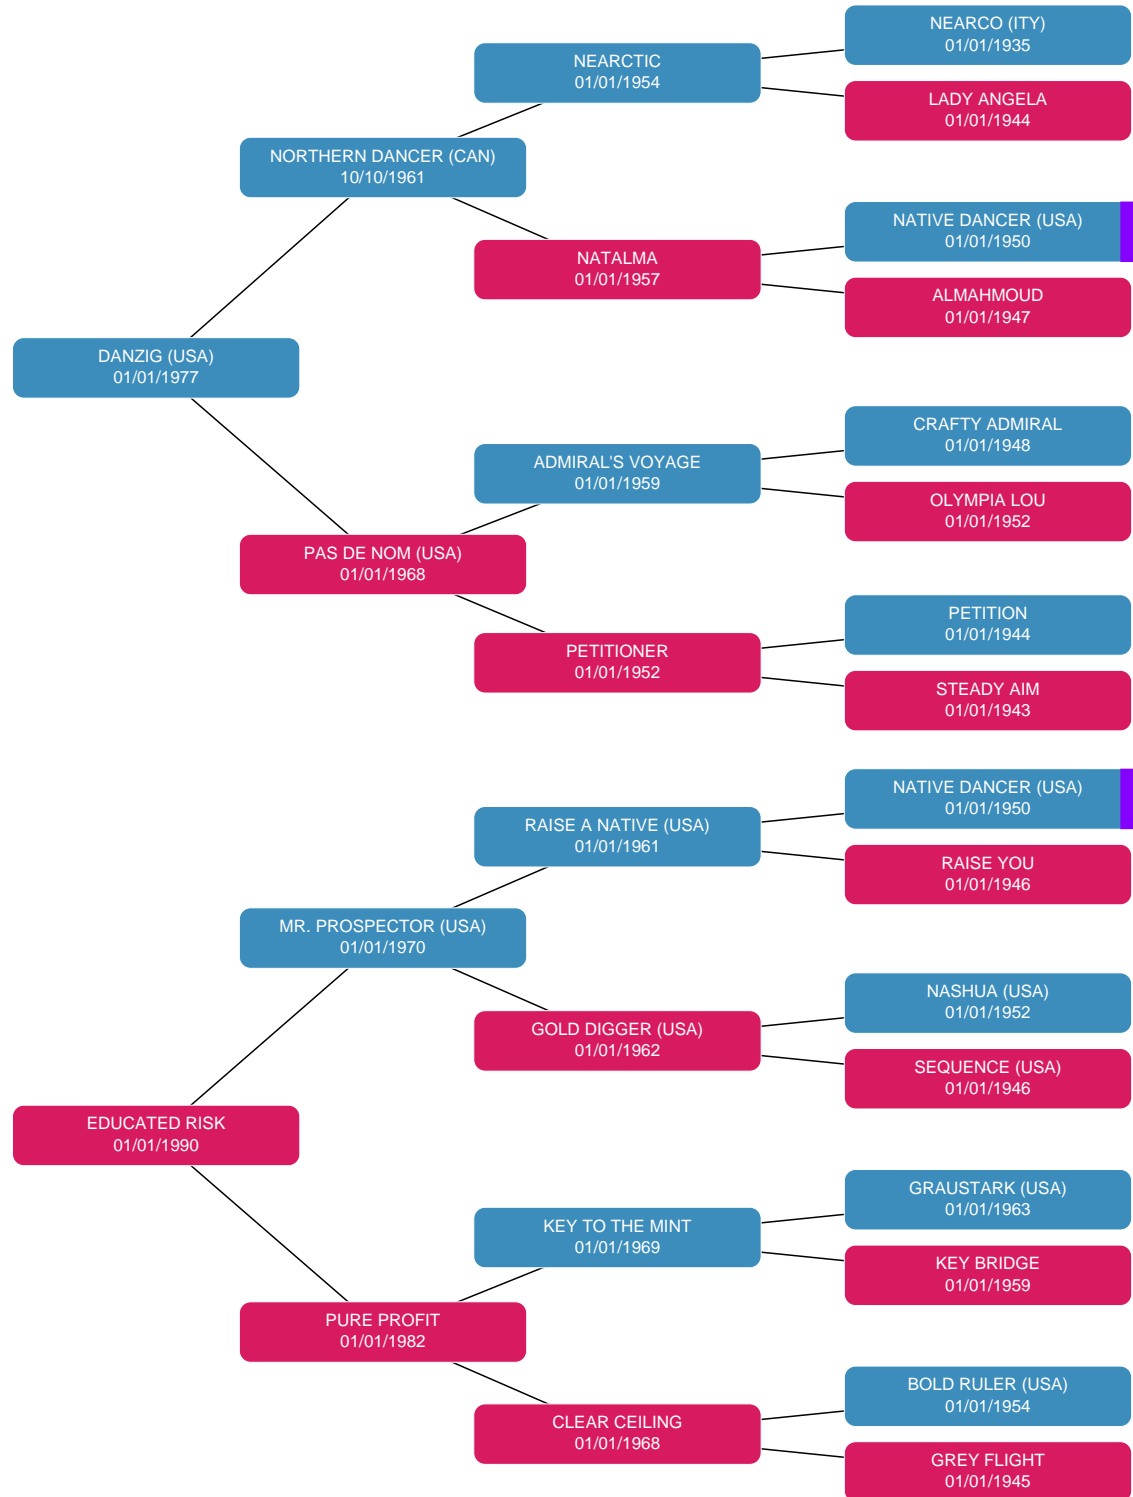 NEARCO (ITY)
01/01/1935
NEARCTIC
01/01/1954
LADY ANGELA
01/01/1944
NORTHERN DANCER (CAN)
10/10/1961
NATIVE DANCER (USA)
01/01/1950
NATALMA
01/01/1957
ALMAHMOUD
01/01/1947
DANZIG (USA)
01/01/1977
CRAFTY ADMIRAL
01/01/1948
ADMIRAL'S VOYAGE
01/01/1959
OLYMPIA LOU
01/01/1952
PAS DE NOM (USA)
01/01/1968
PETITION
01/01/1944
PETITIONER
01/01/1952
STEADY AIM
01/01/1943
NATIVE DANCER (USA)
01/01/1950
RAISE A NATIVE (USA)
01/01/1961
RAISE YOU
01/01/1946
MR. PROSPECTOR (USA)
01/01/1970
NASHUA (USA)
01/01/1952
GOLD DIGGER (USA)
01/01/1962
SEQUENCE (USA)
01/01/1946
EDUCATED RISK
01/01/1990
GRAUSTARK (USA)
01/01/1963
KEY TO THE MINT
01/01/1969
KEY BRIDGE
01/01/1959
PURE PROFIT
01/01/1982
BOLD RULER (USA)
01/01/1954
CLEAR CEILING
01/01/1968
GREY FLIGHT
01/01/1945